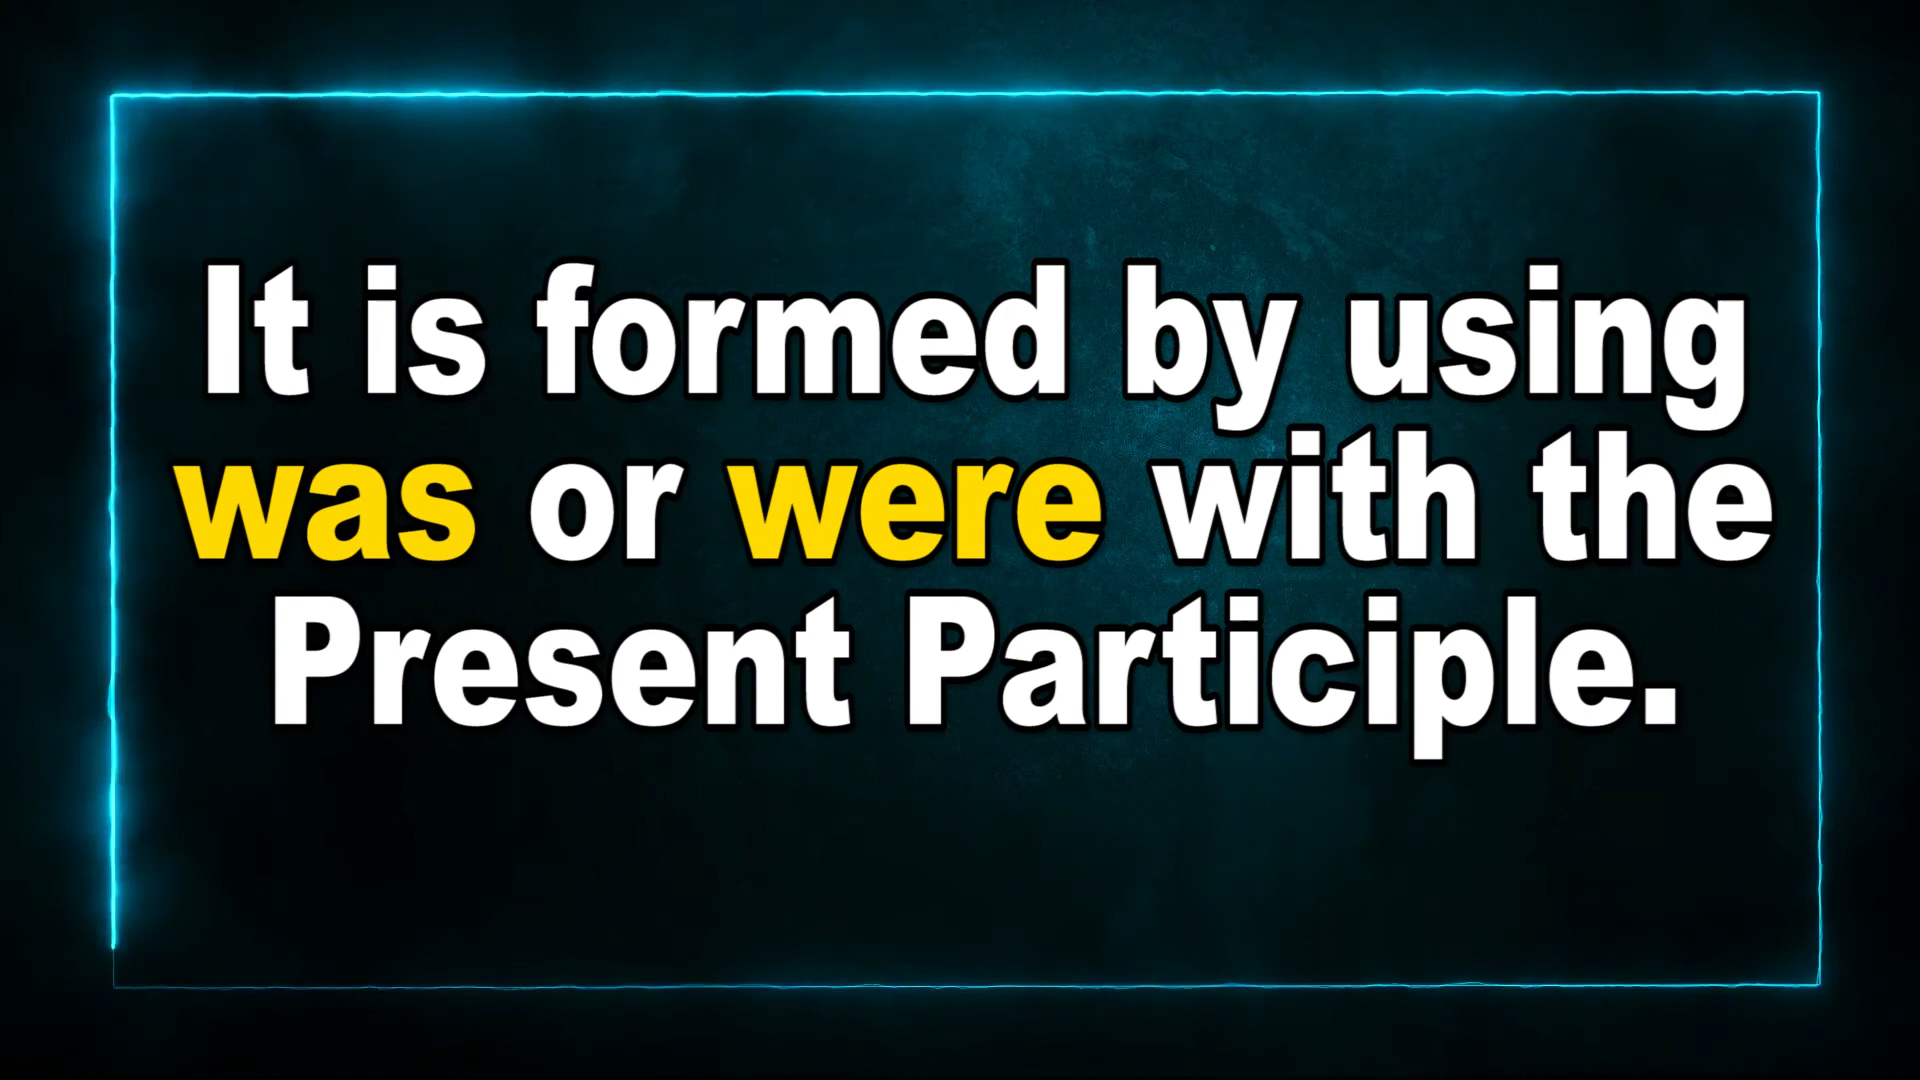 It is formed by using
was or were with the
Present Participle.